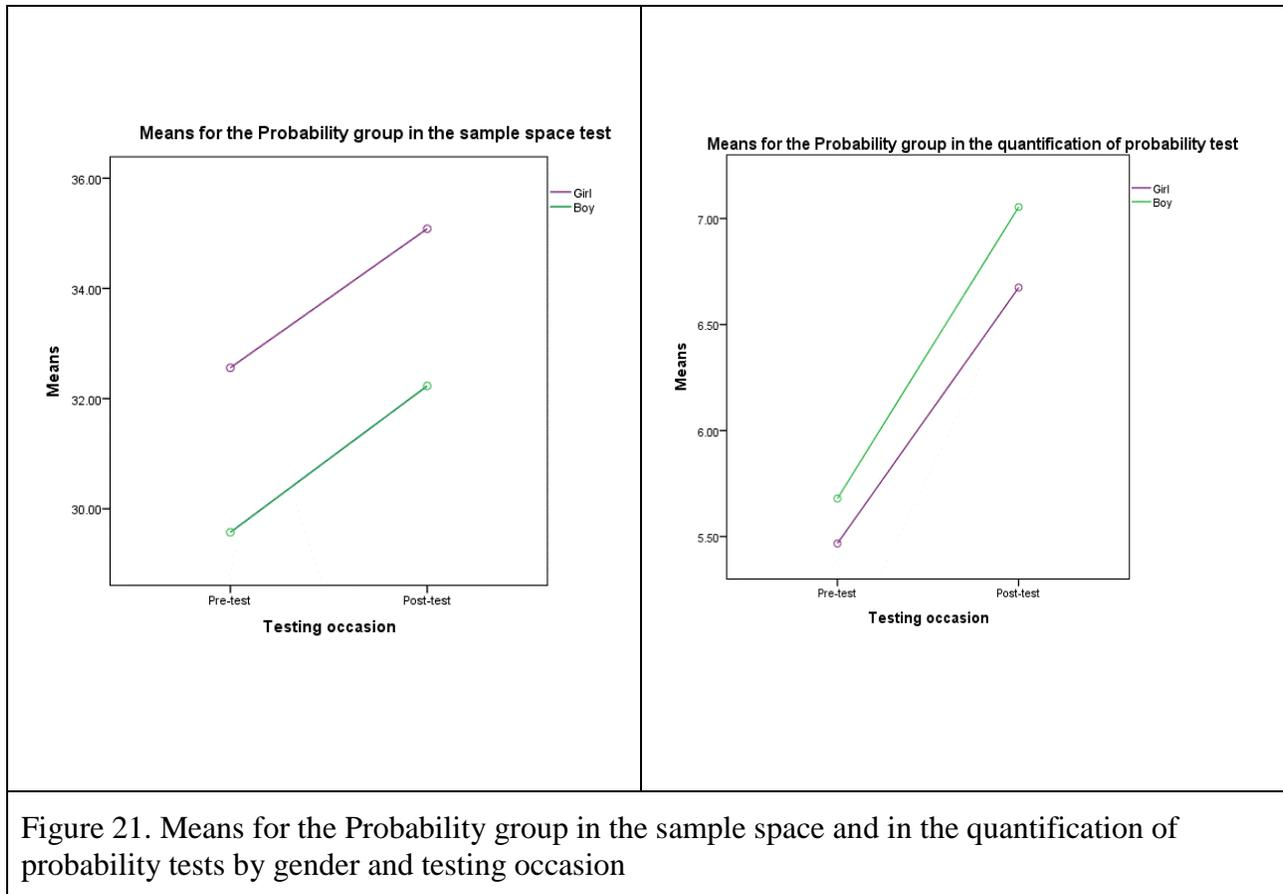 Means for the Probability group in the sample space test
36.00
34.00
32.00
30.00
Means
Pre-test
Post-test
Testing occasion
Girl
Boy
Means for the Probability group in the quantification of probability test
7.00
6.50
6.00
5.50
Means
Pre-test
Post-test
Testing occasion
Girl
Boy
Figure 21. Means for the Probability group in the sample space and in the quantification of
probability tests by gender and testing occasion